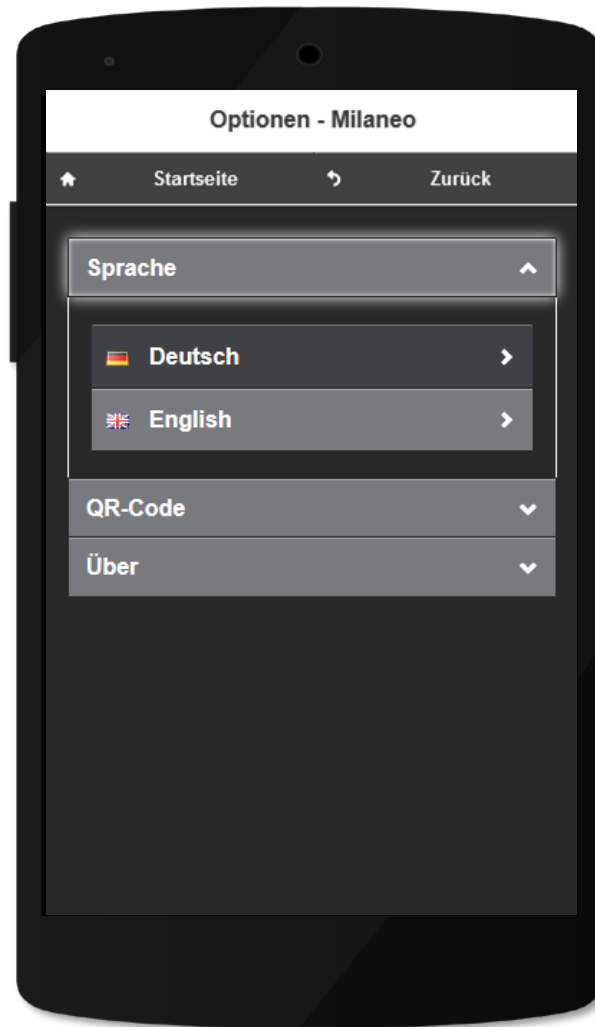 Optionen - Milaneo
Startseite Zurück
Sprache
Deutsch
English
QR-Code
Über